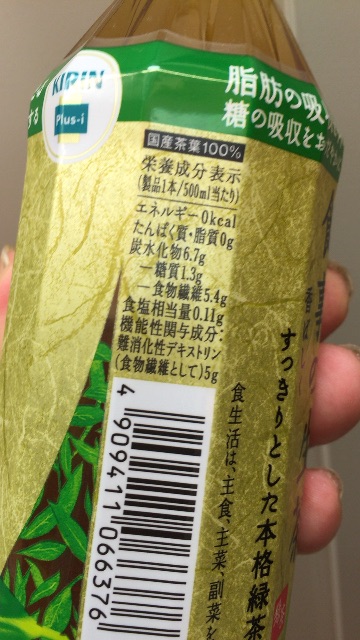 KIRIN
Plus-i
脂肪の吸
糖の吸収をお
する
国産茶葉100%
栄養成分表示
(製品1本/500ml当たり)
エネルギー0kcal
たんぱく質・脂質0g
炭水化物6.7g
ー糖質1.3g
ー食物繊維5.4g
食塩相当量0.11g
機能性関与成分:
難消化性デキストリン
(食物繊維として)5g
4 909411 066376
すっきりとした本格緑茶
食生活は、主食、主菜、副菜を